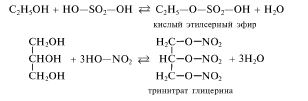 C₂H₅OH + HO—SO₂—OH ⇄ C₂H₅—O—SO₂—OH + H₂O
кислый этилсерный эфир
CH₂OH H₂C—O—NO₂
CHOH + 3HO—NO₂ ⇄ HC—O—NO₂ + 3H₂O
CH₂OH H₂C—O—NO₂
тринитрат глицерина